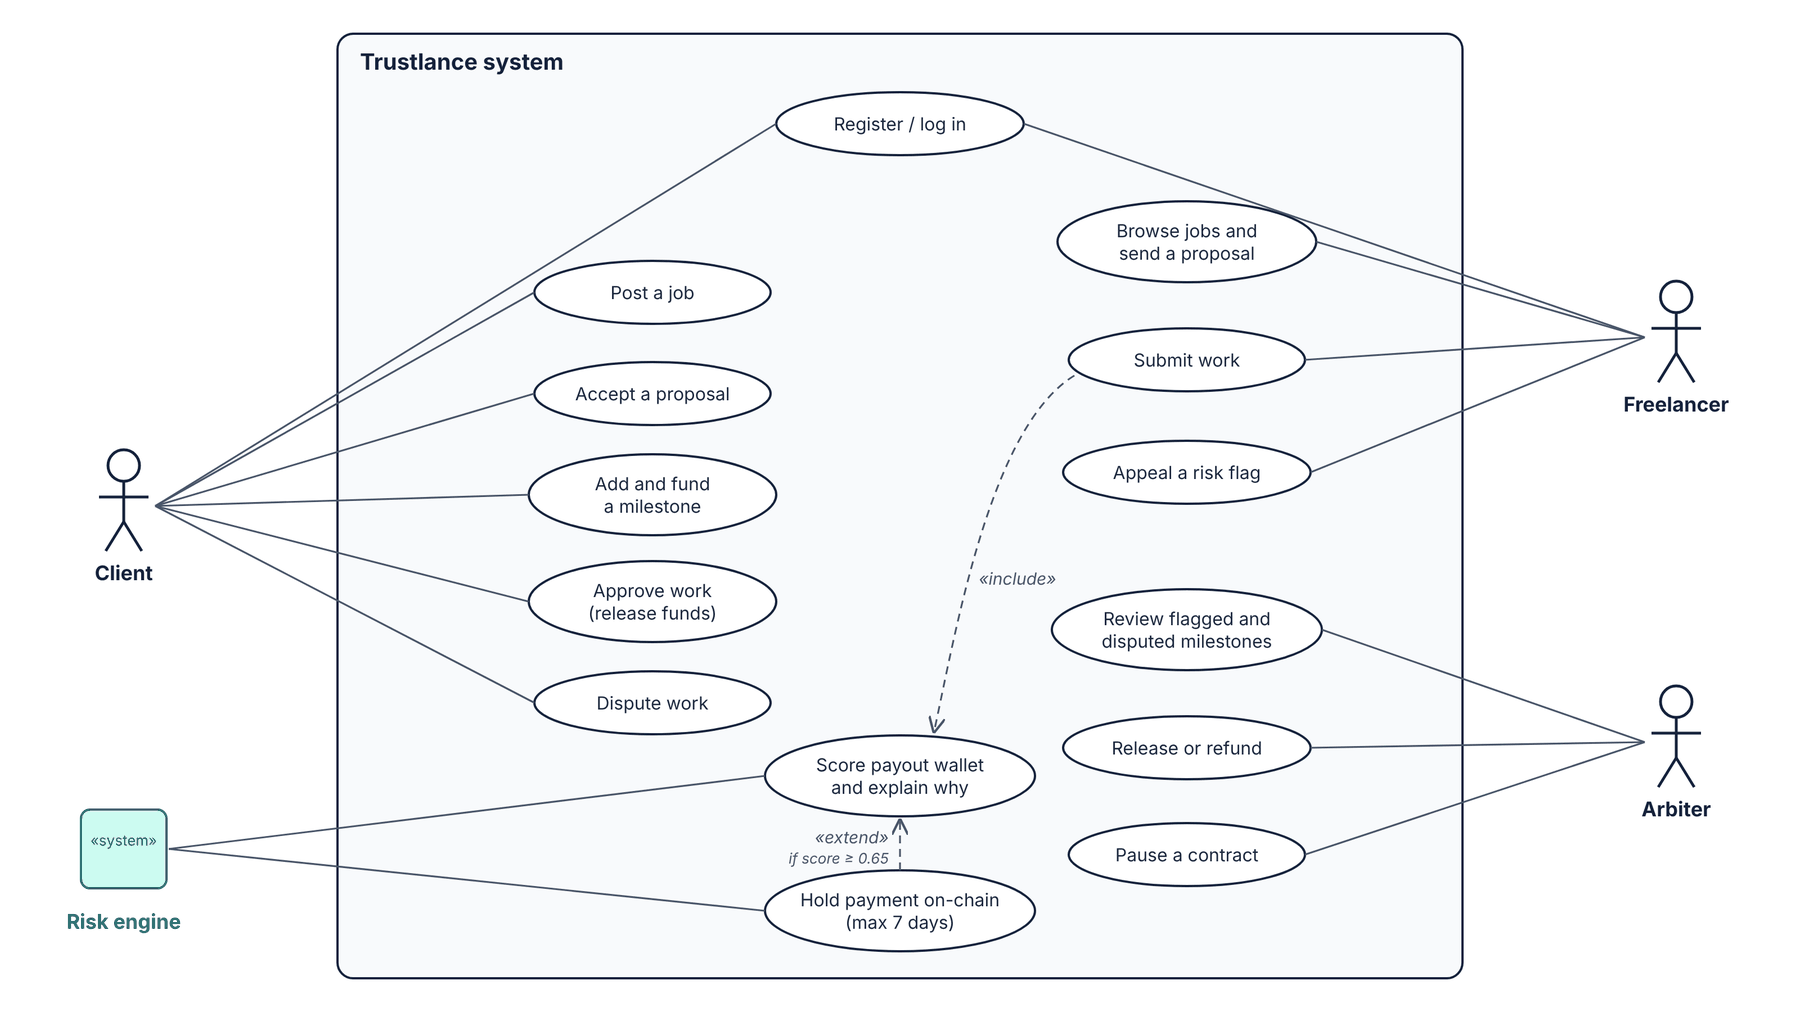 Trustlance system
Register / log in
Browse jobs and
send a proposal
Post a job
Submit work
Accept a proposal
Freelancer
Appeal a risk flag
Add and fund
a milestone
Client
«include»
Approve work
(release funds)
Review flagged and
disputed milestones
Dispute work
Release or refund
Score payout wallet
and explain why
Arbiter
«system»
«extend»
if score ≥ 0.65
Pause a contract
Hold payment on-chain
(max 7 days)
Risk engine